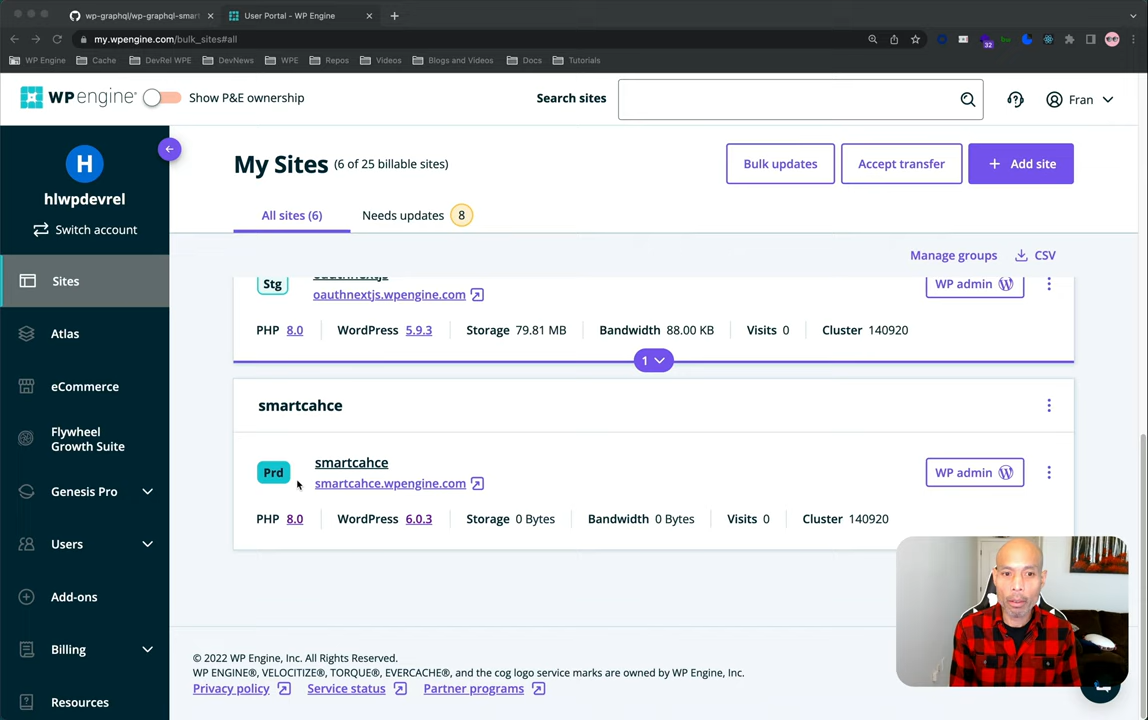 wp-graphql/wp-graphql-smart
User Portal - WP Engine
my.wpengine.com/bulk_sites#all
32
WP Engine
Cache
DevRel WPE
DevNews
WPE
Repos
Videos
Blogs and Videos
Docs
Tutorials
WPengine
Show P&E ownership
Search sites
Fran
H
hlwpdevrel
Switch account
Sites
Atlas
eCommerce
Flywheel
Growth Suite
Genesis Pro
Users
Add-ons
Billing
Resources
My Sites (6 of 25 billable sites)
Bulk updates
Accept transfer
+ Add site
All sites (6)
Needs updates 8
Manage groups
CSV
Stg
oauthnextjs
oauthnextjs.wpengine.com
WP admin
PHP 8.0
WordPress 5.9.3
Storage 79.81 MB
Bandwidth 88.00 KB
Visits 0
Cluster 140920
1
smartcahce
Prd
smartcahce
smartcahce.wpengine.com
WP admin
PHP 8.0
WordPress 6.0.3
Storage 0 Bytes
Bandwidth 0 Bytes
Visits 0
Cluster 140920
© 2022 WP Engine, Inc. All Rights Reserved.
WP ENGINE®, VELOCITIZE®, TORQUE®, EVERCACHE®, and the cog logo service marks are owned by WP Engine, Inc.
Privacy policy
Service status
Partner programs